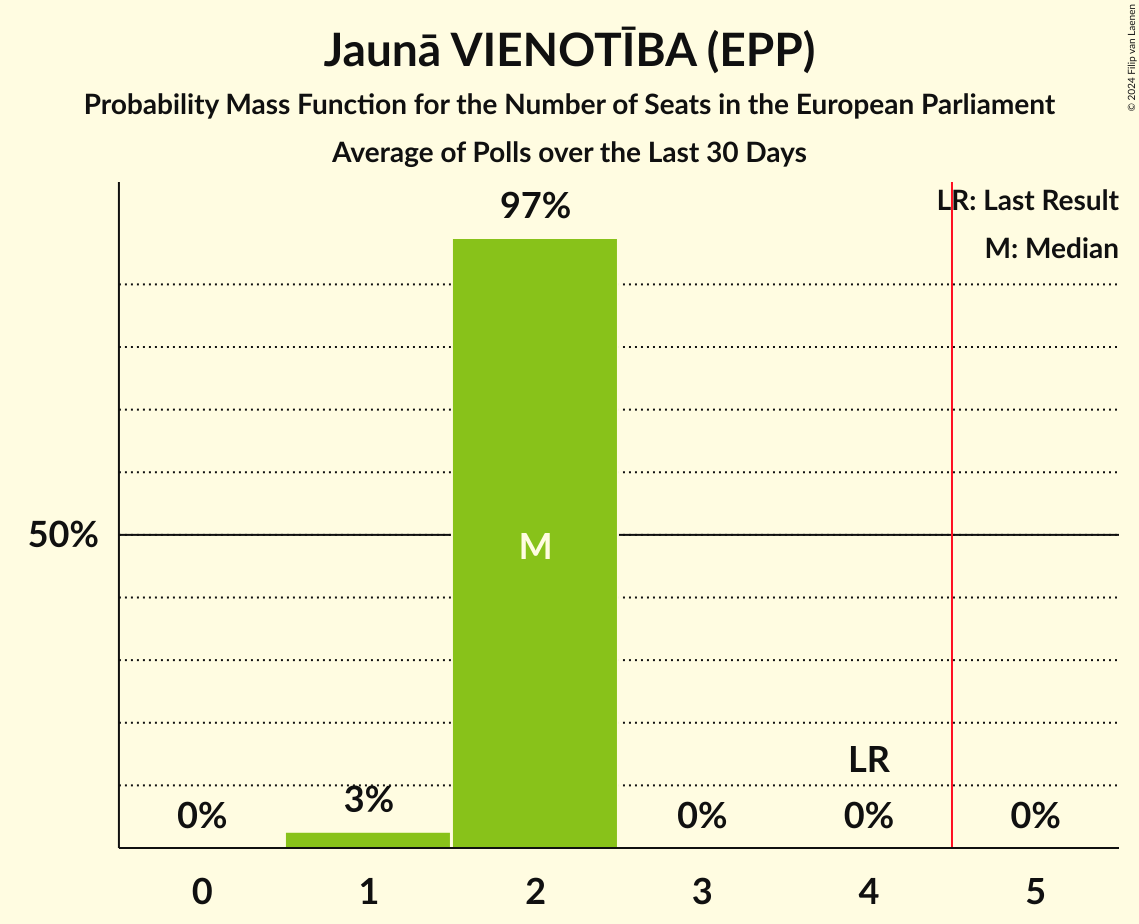 Jaunā VIENOTĪBA (EPP)
Probability Mass Function for the Number of Seats in the European Parliament
Average of Polls over the Last 30 Days
© 2024 Filip van Laenen
LR: Last Result
M: Median
97%
50%
M
LR
0%
3%
0%
0%
0%
0
1
2
3
4
5